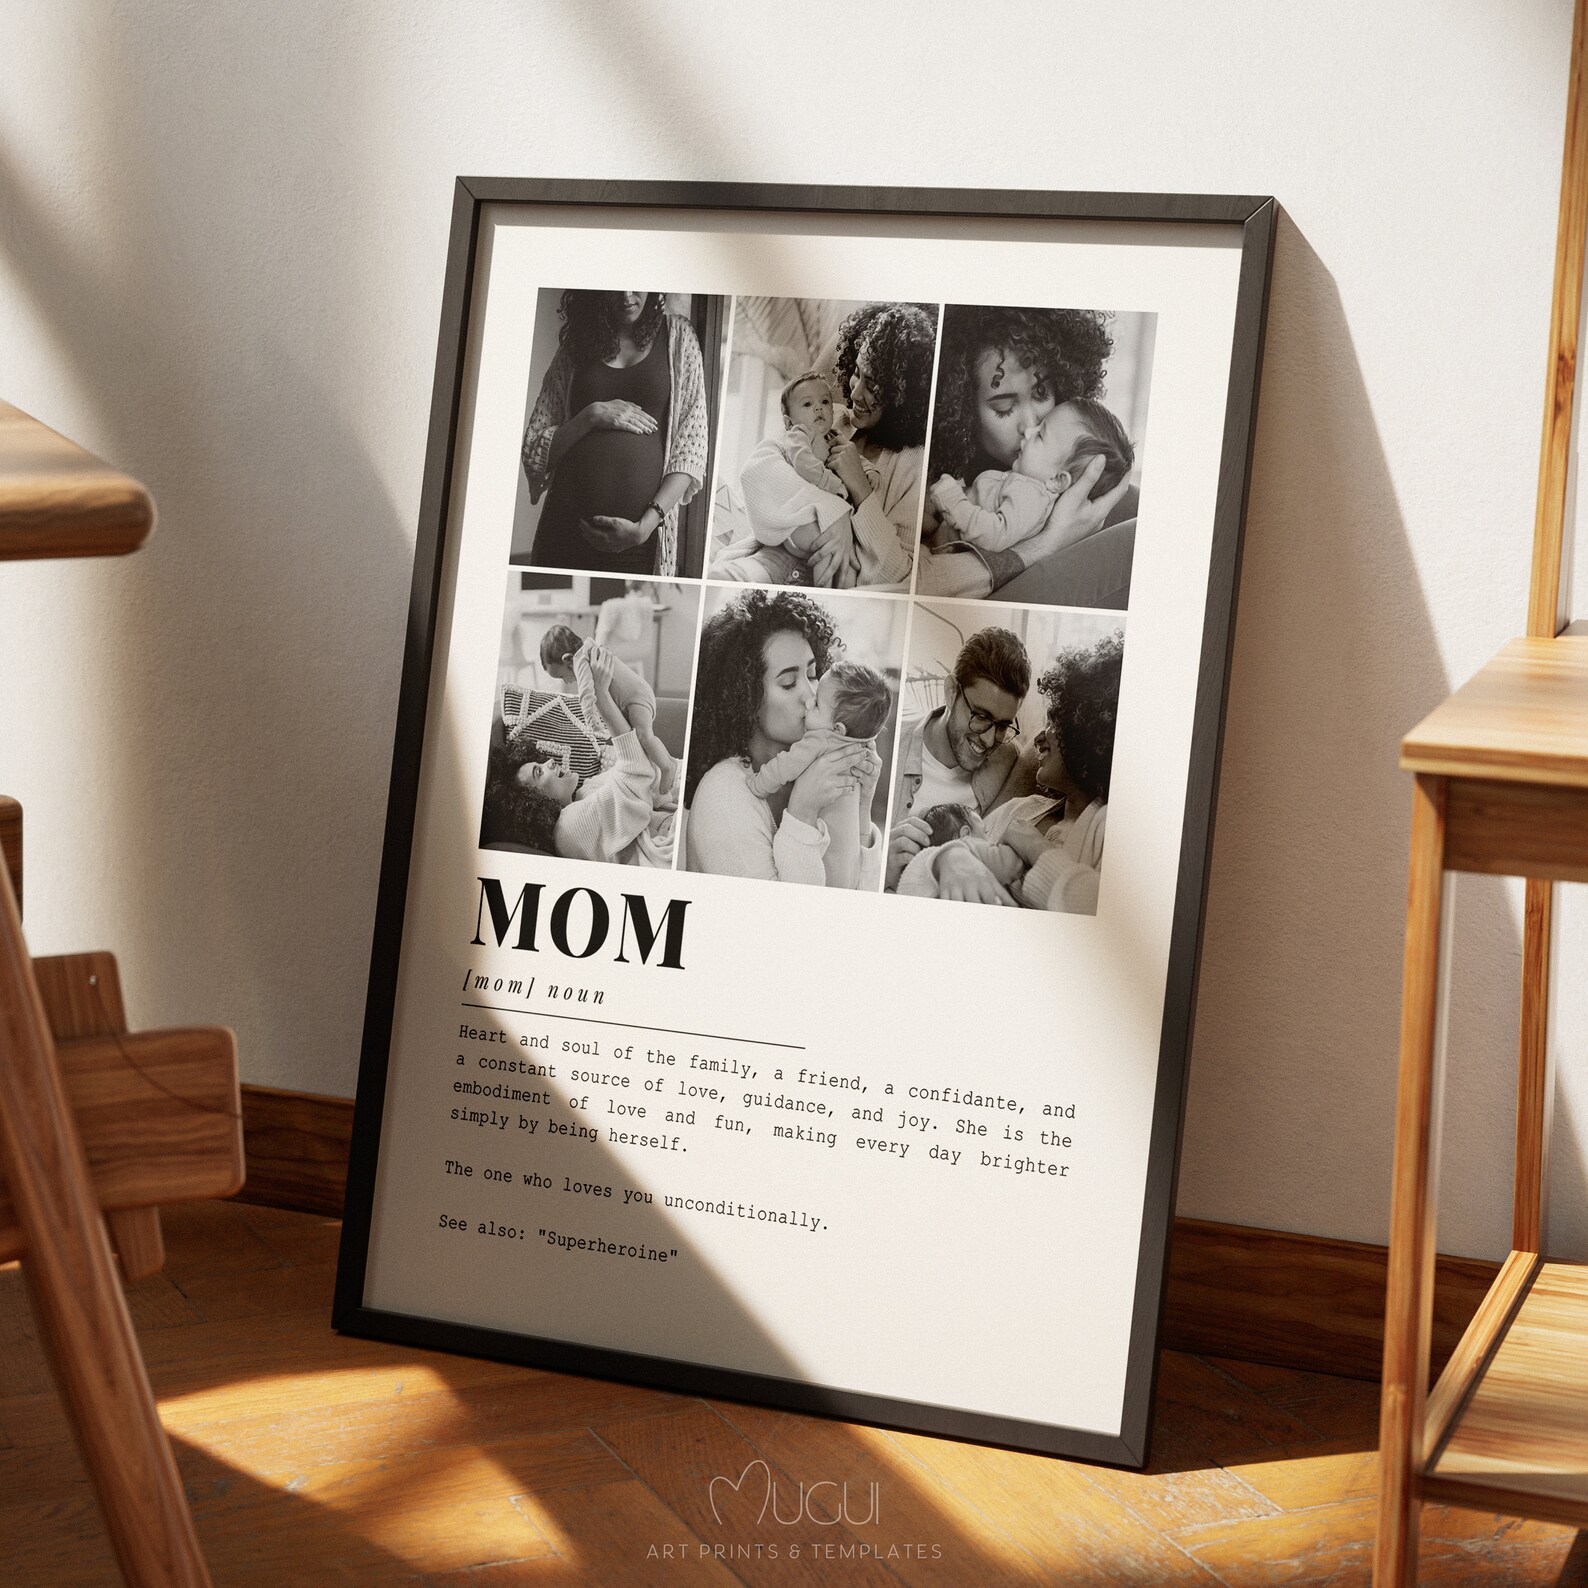 MOM
[mom] noun
Heart and soul of the family, a friend, a confidante, and
a constant source of love, guidance, and joy. She is the
embodiment of love and fun, making every day brighter
simply by being herself.
The one who loves you unconditionally.
See also: "Superheroine"
MUGUI
ART PRINTS & TEMPLATES